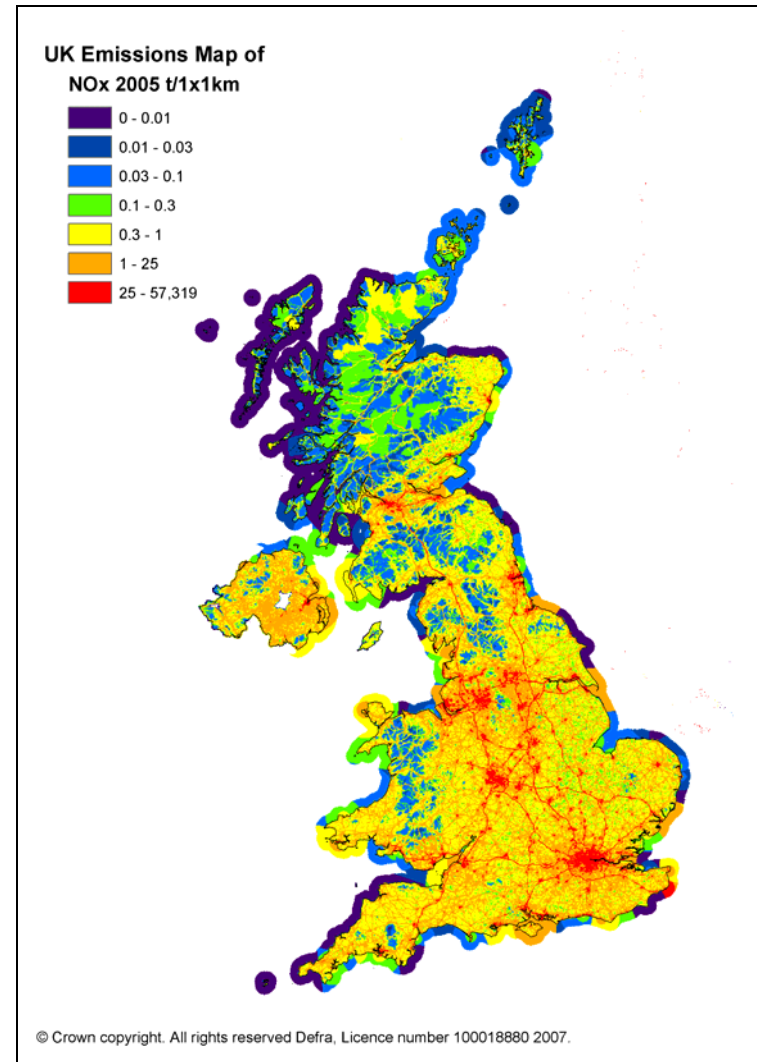 UK Emissions Map of
NOx 2005 t/1x1km
0 - 0.01
0.01 - 0.03
0.03 - 0.1
0.1 - 0.3
0.3 - 1
1 - 25
25 - 57,319
© Crown copyright. All rights reserved Defra, Licence number 100018880 2007.